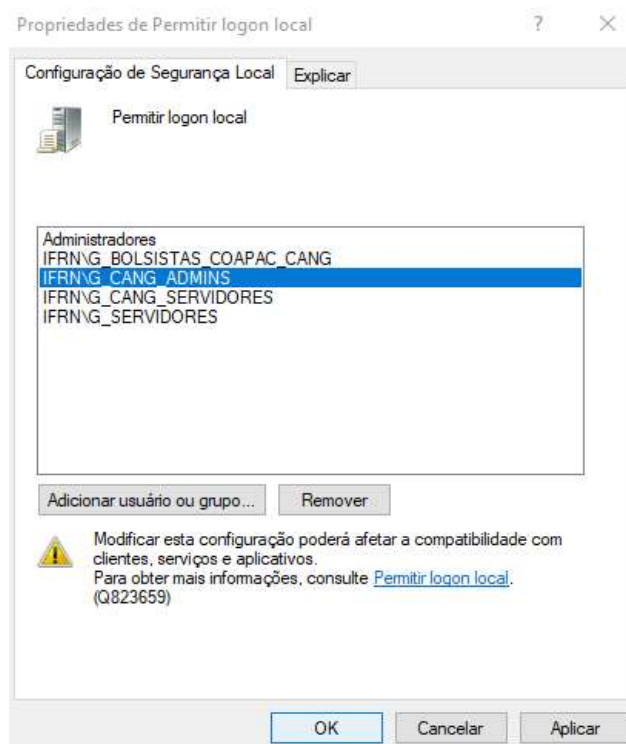 Propriedades de Permitir logon local
Configuração de Segurança Local
Explicar
Permitir logon local
Administradores
IFRN\G_BOLSISTAS_COAPAC_CANG
IFRN\G_CANG_ADMINS
IFRN\G_CANG_SERVIDORES
IFRN\G_SERVIDORES
Adicionar usuário ou grupo...
Remover
Modificar esta configuração poderá afetar a compatibilidade com
clientes, serviços e aplicativos.
Para obter mais informações, consulte Permitir logon local.
(Q823659)
OK
Cancelar
Aplicar